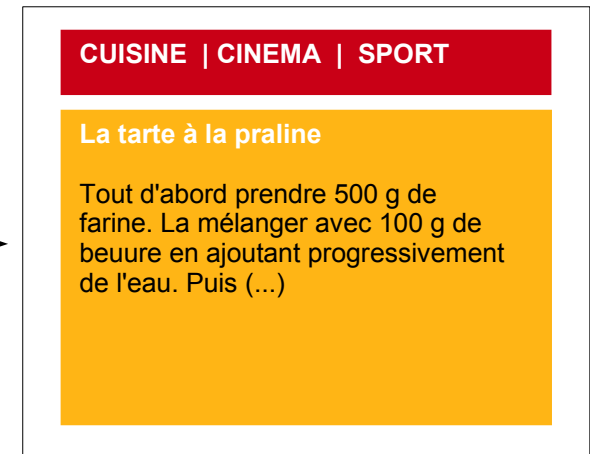 CUISINE | CINEMA | SPORT
La tarte à la praline
Tout d'abord prendre 500 g de
farine. La mélanger avec 100 g de
beuure en ajoutant progressivement
de l'eau. Puis (...)